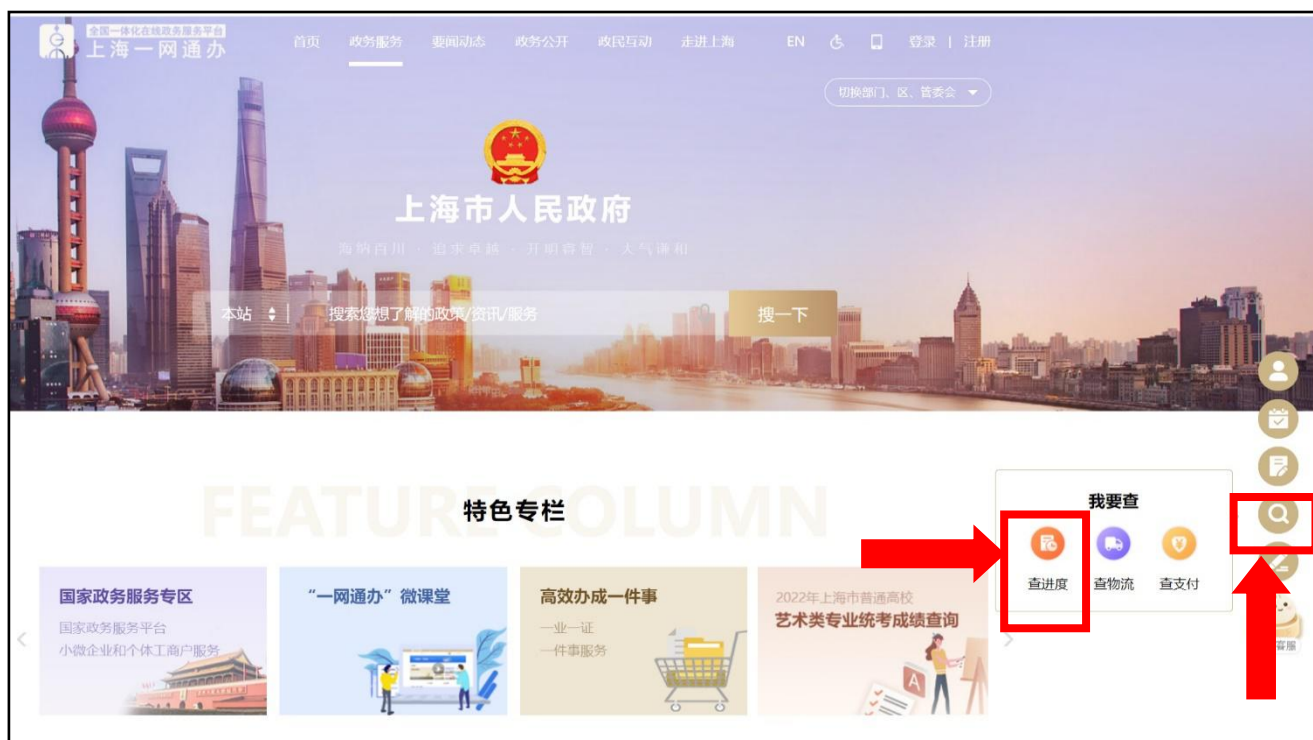 全国一体化在线政务服务平台
上海一网通办
首页 政务服务 要闻动态 政务公开 政民互动 走进上海 EN 登录 | 注册
切换部门、区、管委会
上海市人民政府
海纳百川 · 追求卓越 · 开明睿智 · 大气谦和
本站 搜索您想了解的政策/资讯/服务 搜一下
FEATURE COLUMN
特色专栏
我要查
查进度 查物流 查支付
国家政务服务专区
国家政务服务平台
小微企业和个体工商户服务
“一网通办”微课堂
高效办成一件事
一业一证
一件事服务
2022年上海市普通高校
艺术类专业统考成绩查询
A
客服